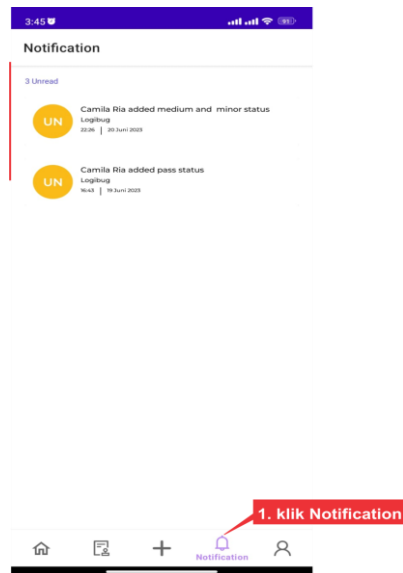 3:45
91
Notification
3 Unread
UN
Camila Ria added medium and minor status
Logibug
22:26 | 20 Juni 2023
UN
Camila Ria added pass status
Logibug
16:43 | 19 Juni 2023
1. klik Notification
Notification